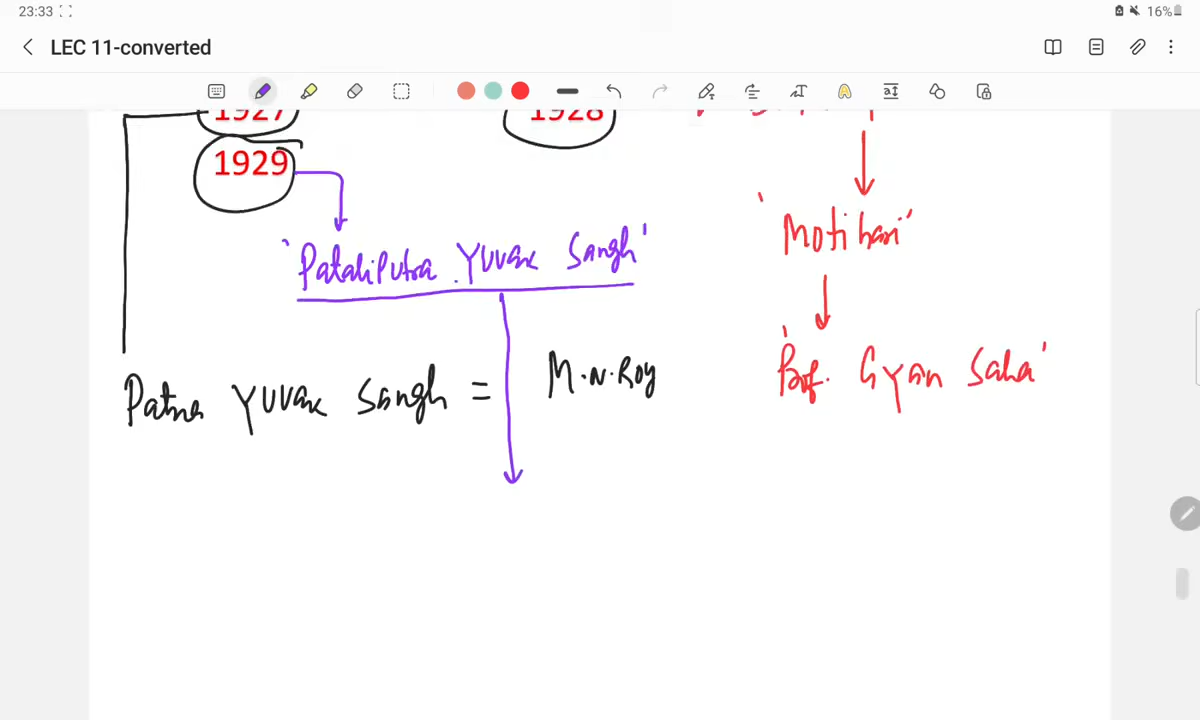 23:33
16%
LEC 11-converted
1927
1928
1929
'Motihari'
'Pataliputra Yuvak Sangh'
Patna Yuvak Sangh = M.N.Roy
'Prof. Gyan Saha'